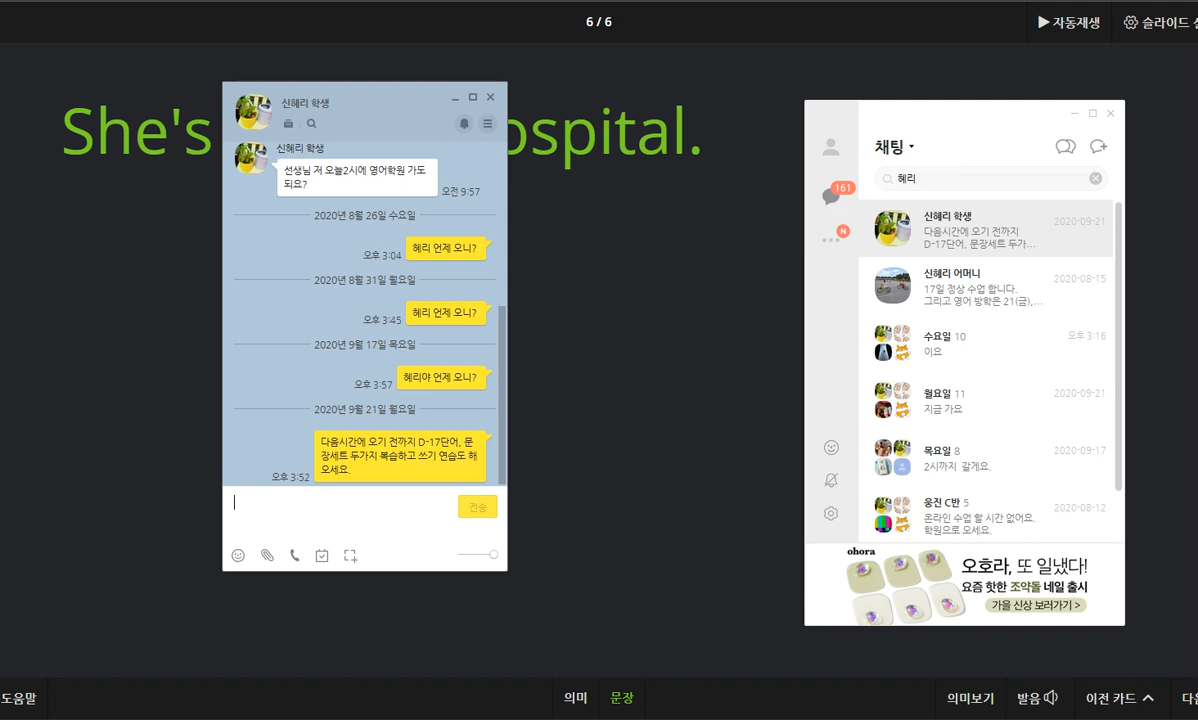 6 / 6
▶ 자동재생
슬라이드
She's
ospital.
신혜리 학생
신혜리 학생
선생님 저 오늘2시에 영어학원 가도
되요?
오전 9:57
2020년 8월 26일 수요일
혜리 언제 오니?
오후 3:04
2020년 8월 31일 월요일
혜리 언제 오니?
오후 3:45
2020년 9월 17일 목요일
혜리야 언제 오니?
오후 3:57
2020년 9월 21일 월요일
다음시간에 오기 전까지 D-17단어, 문
장세트 두가지 복습하고 쓰기 연습도 해
오세요.
오후 3:52
전송
채팅
혜리
161
N
신혜리 학생
2020-09-21
다음시간에 오기 전까지
D-17단어, 문장세트 두가...
신혜리 어머니
2020-08-15
17일 정상 수업 합니다.
그리고 영어 방학은 21(금),...
수요일 10
오후 3:16
이요
월요일 11
2020-09-21
지금 가요
목요일 8
2020-09-17
2시까지 갈게요.
웅진 C반 5
2020-08-12
온라인 수업 할 시간 없어요.
학원으로 오세요.
ohora
오호라, 또 일냈다!
요즘 핫한 조약돌 네일 출시
가을 신상 보러가기 >
도움말
의미
문장
의미보기
발음
이전 카드